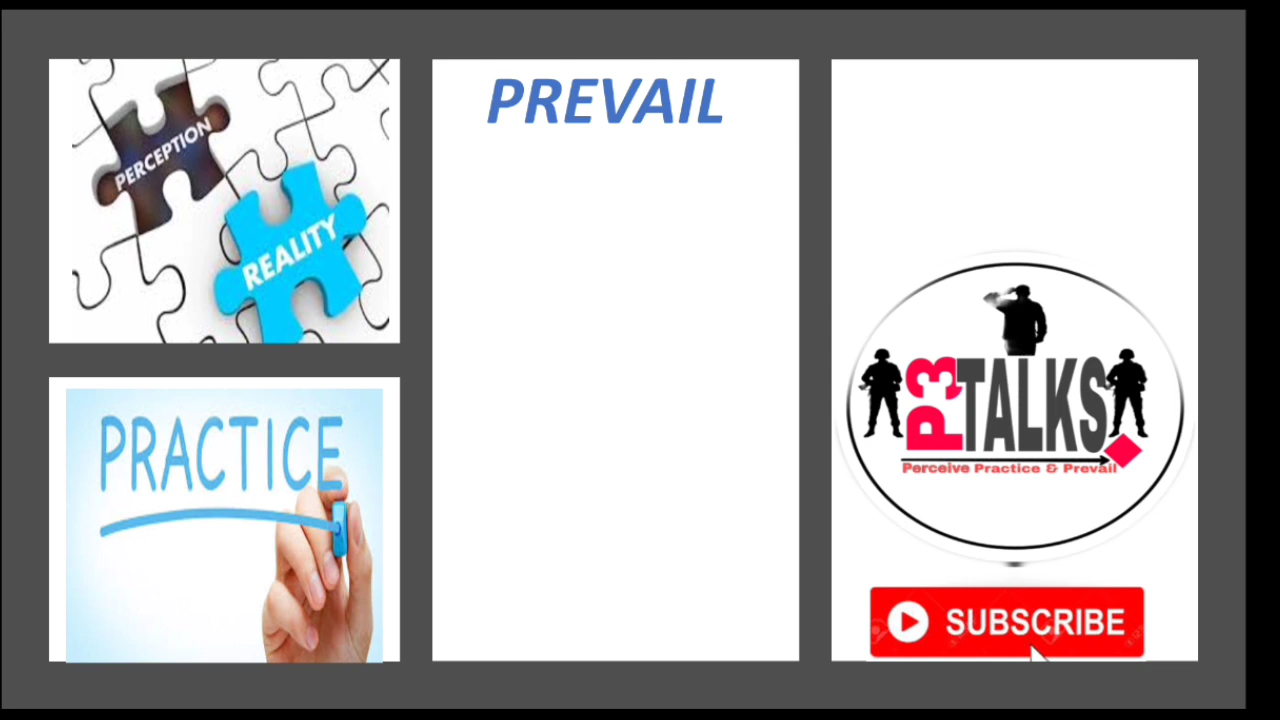 PERCEPTION
REALITY
PRACTICE
PREVAIL
P3 TALKS
Perceive Practice & Prevail
SUBSCRIBE